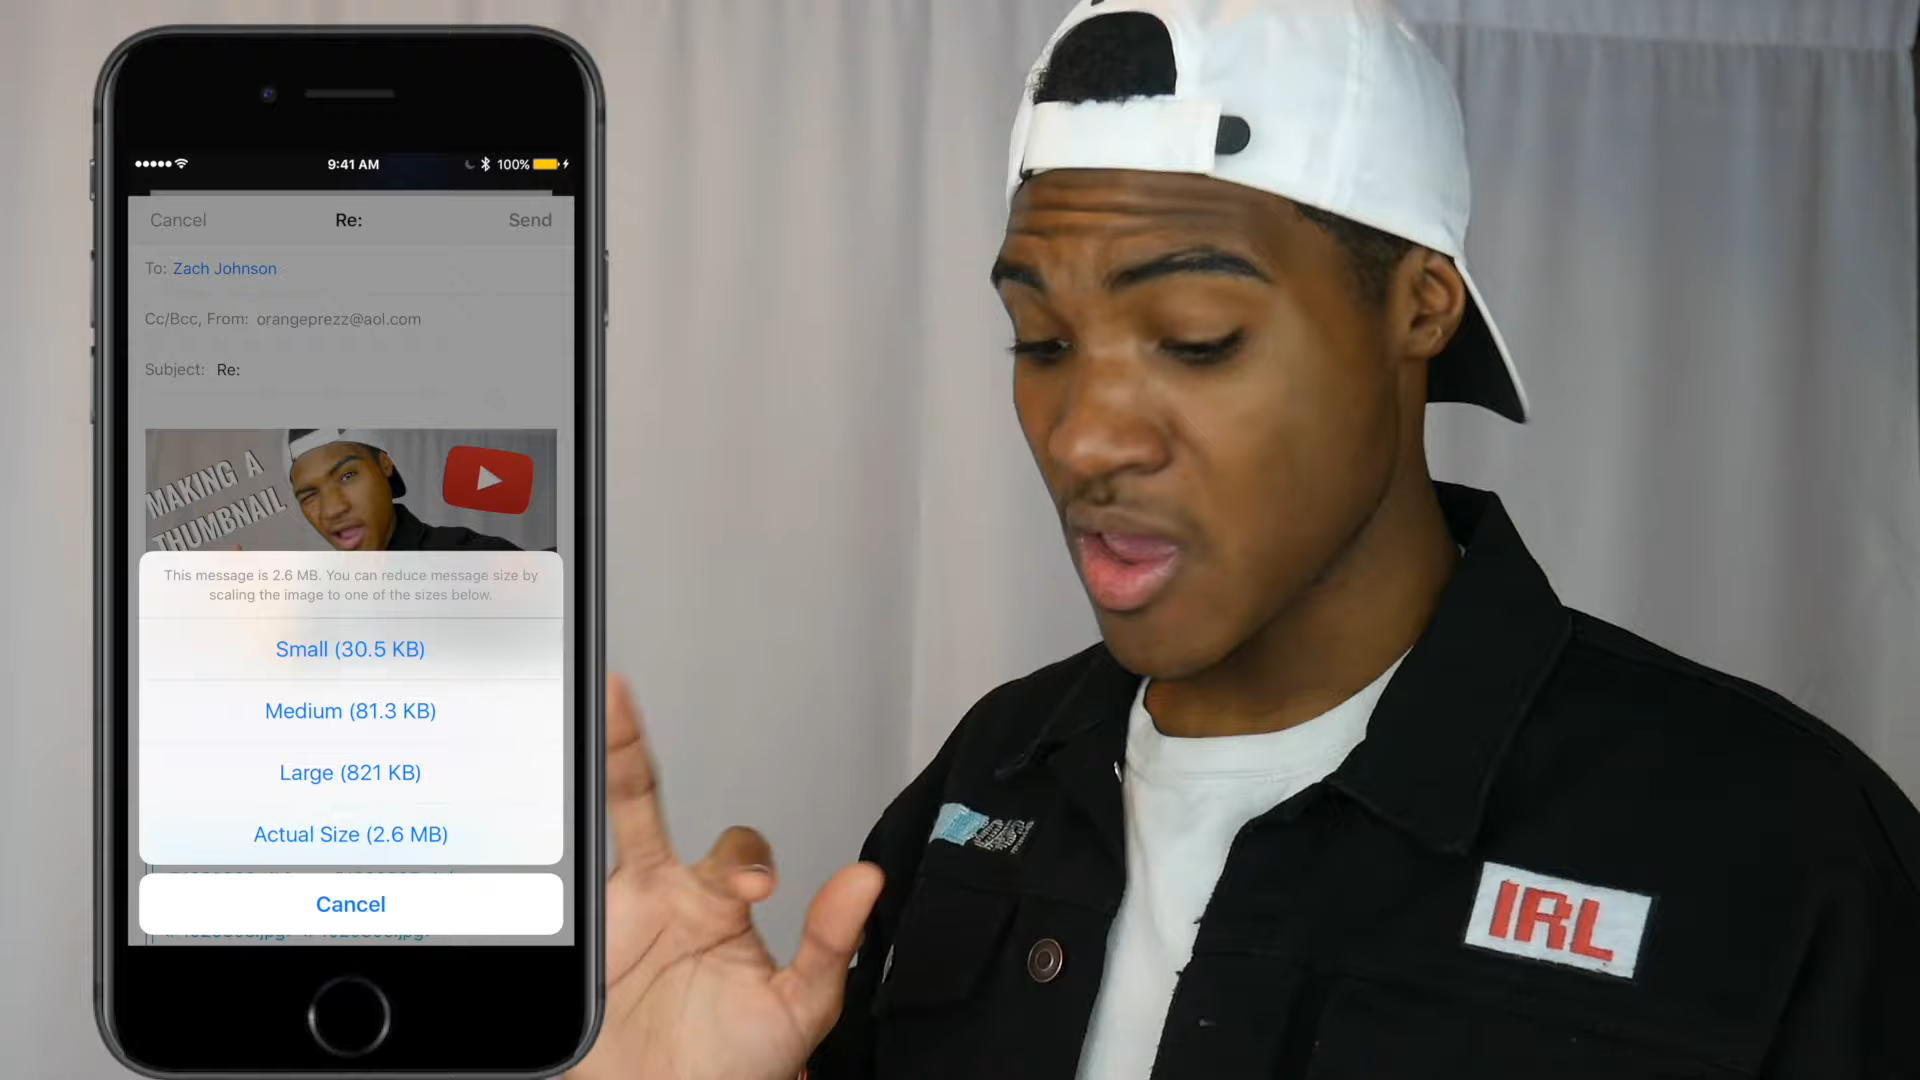 9:41 AM
100%
Cancel
Re:
Send
To: Zach Johnson
Cc/Bcc, From: orangeprezz@aol.com
Subject: Re:
MAKING A
THUMBNAIL
This message is 2.6 MB. You can reduce message size by
scaling the image to one of the sizes below.
Small (30.5 KB)
Medium (81.3 KB)
Large (821 KB)
Actual Size (2.6 MB)
Cancel
IRL